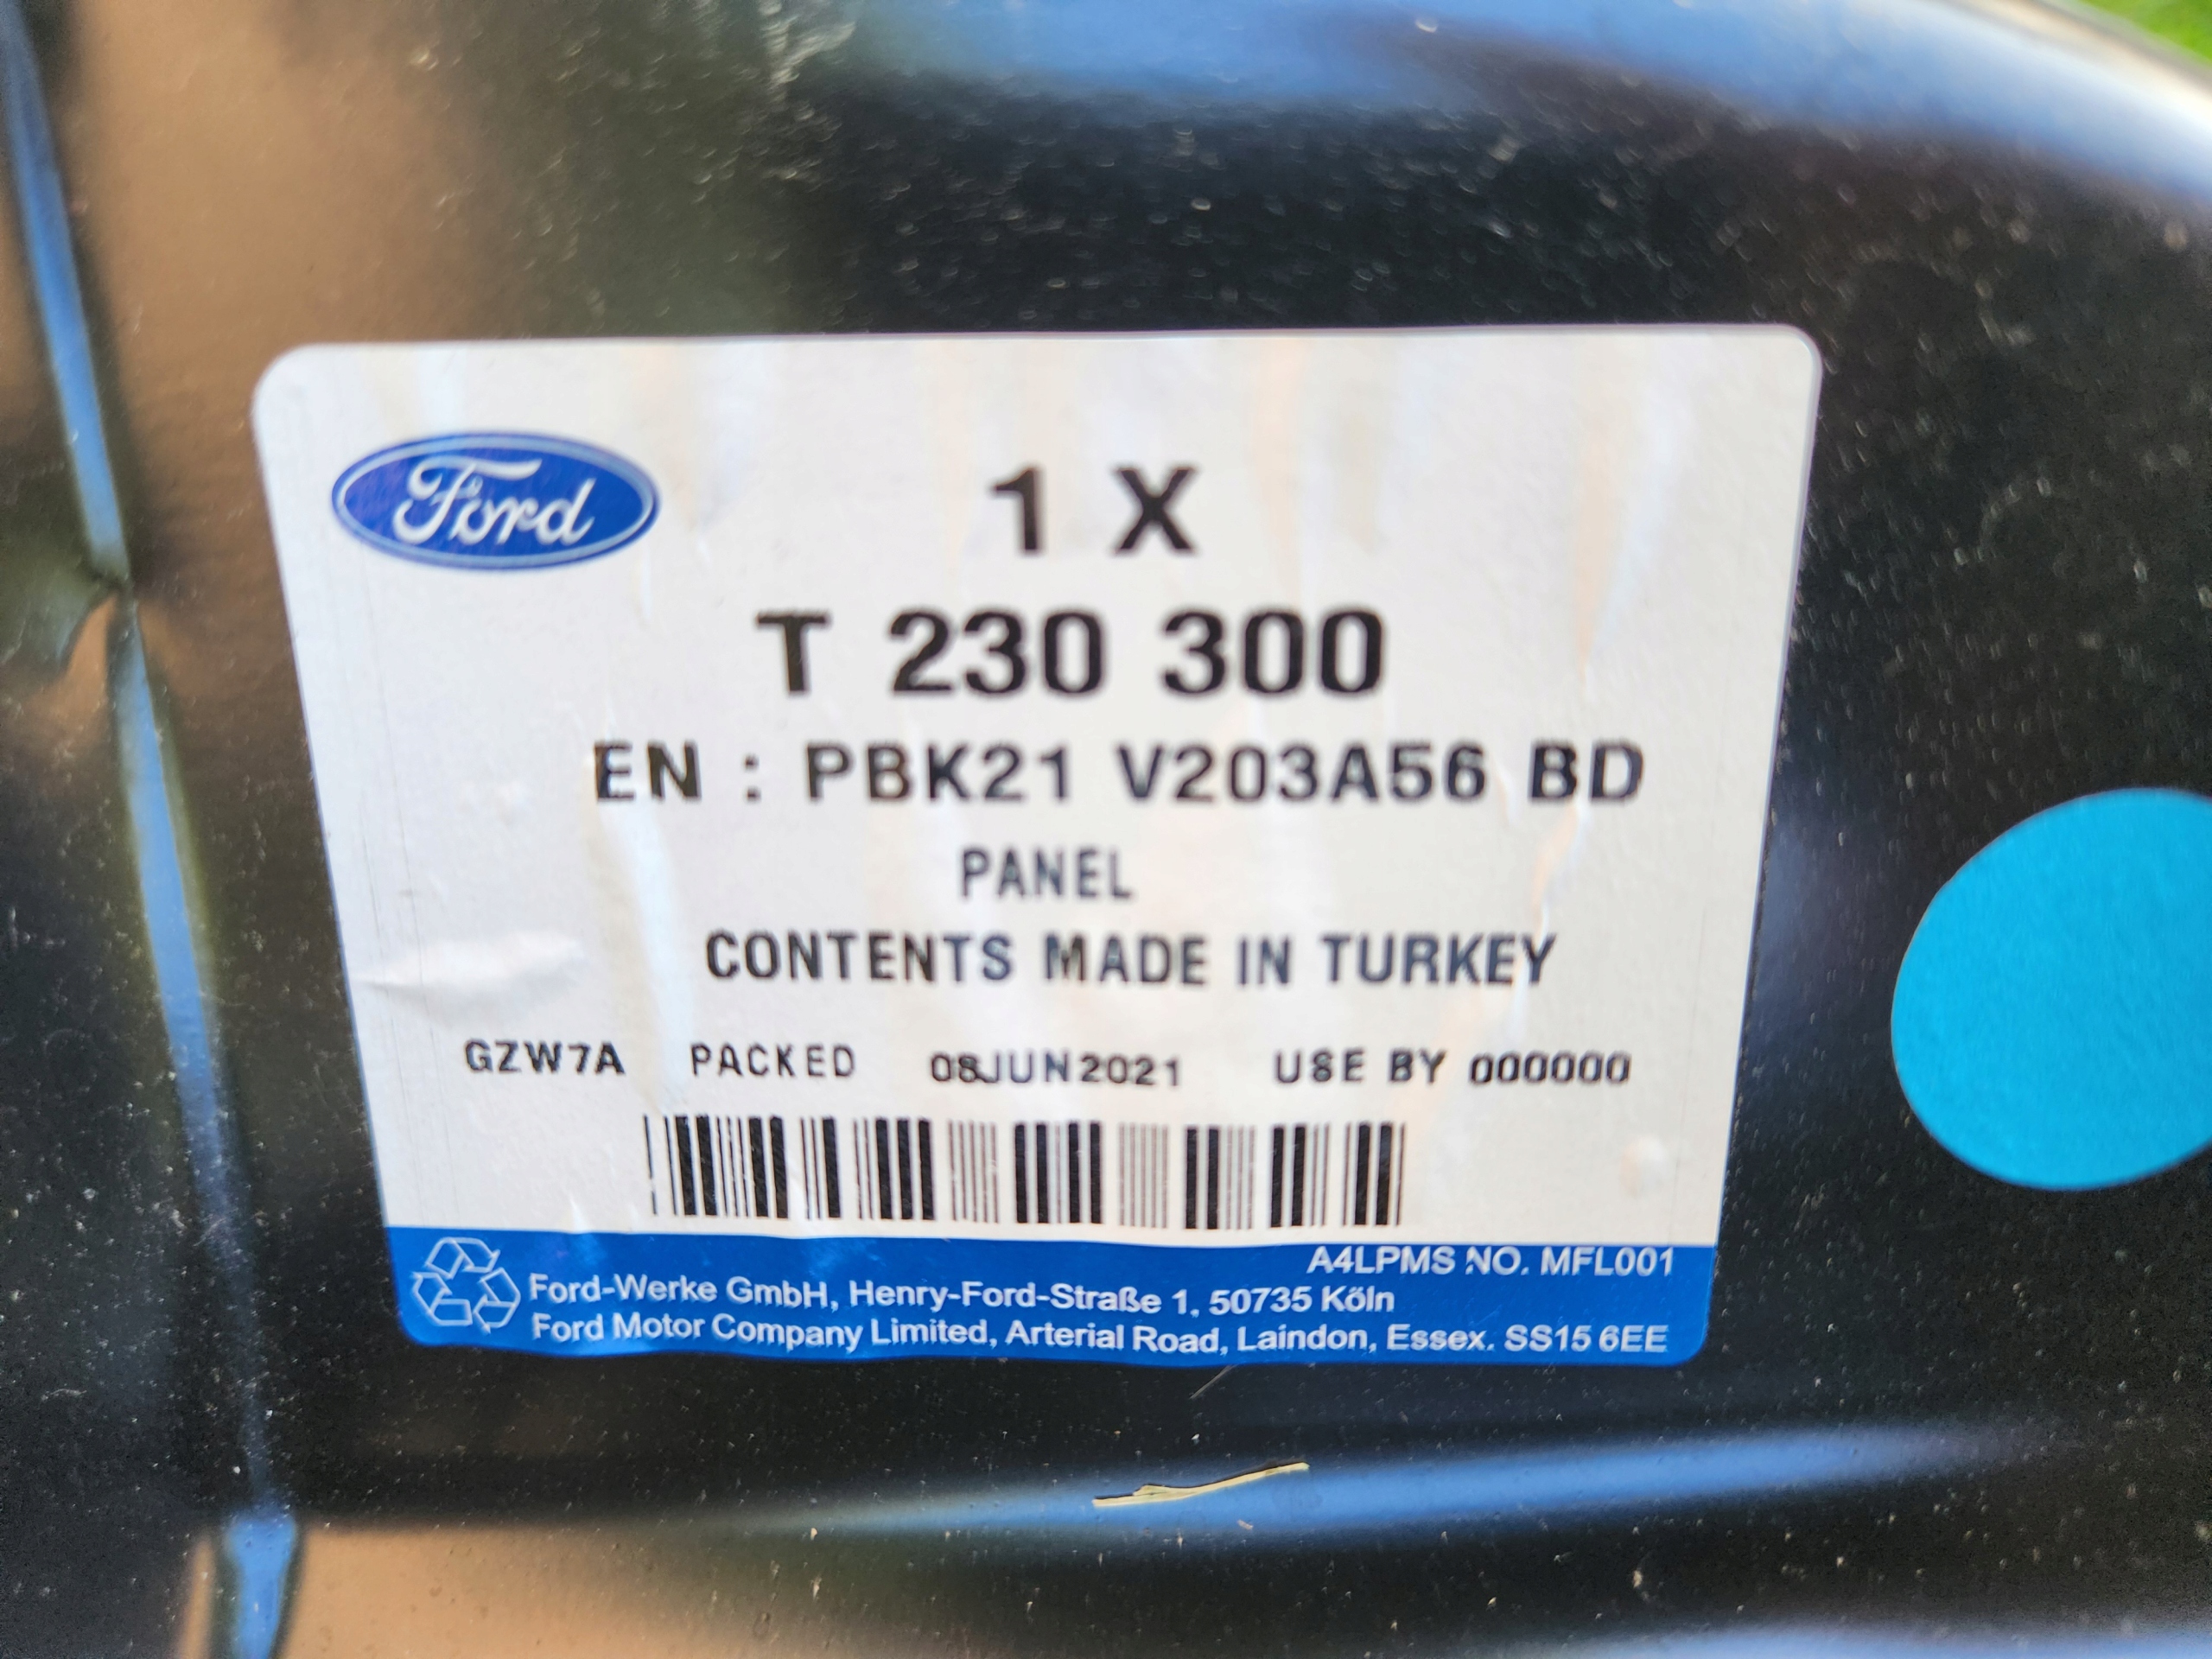 Ford
1 X
T 230 300
EN : PBK21 V203A56 BD
PANEL
CONTENTS MADE IN TURKEY
GZW7A PACKED 08JUN2021 USE BY 000000
A4LPMS NO. MFL001
Ford-Werke GmbH, Henry-Ford-Straße 1, 50735 Köln
Ford Motor Company Limited, Arterial Road, Laindon, Essex. SS15 6EE